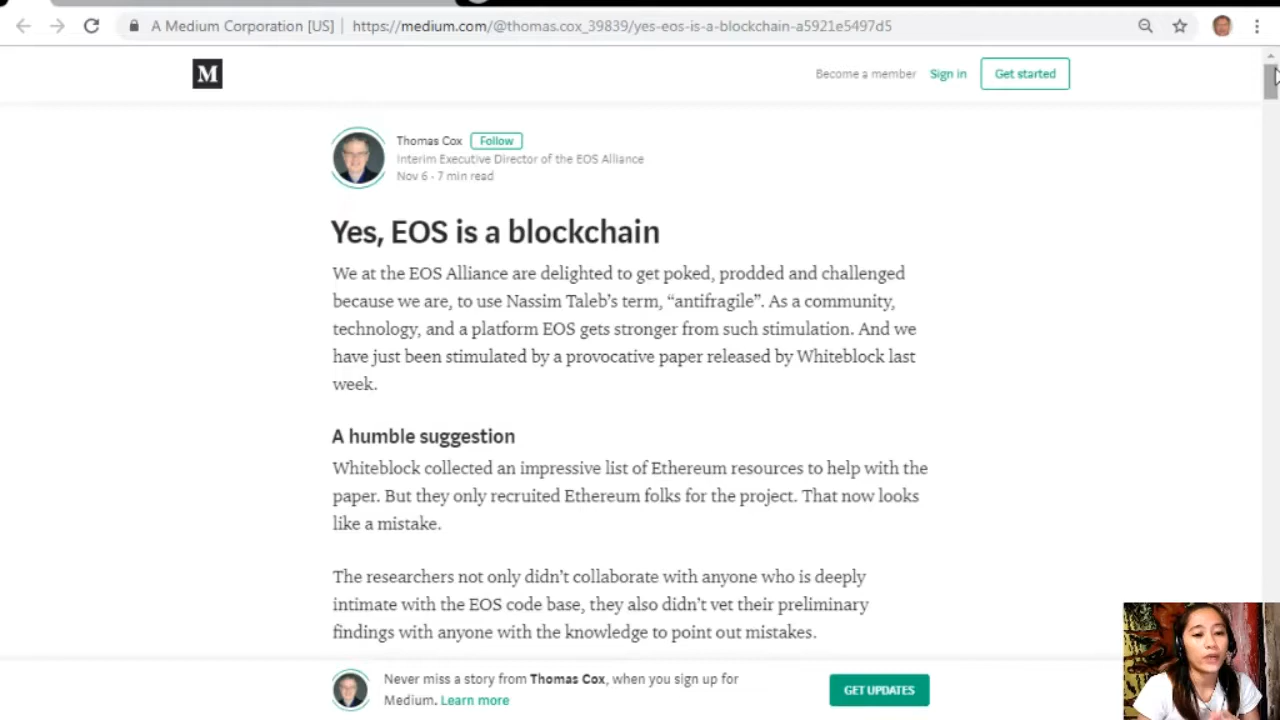 A Medium Corporation [US] | https://medium.com/@thomas.cox_39839/yes-eos-is-a-blockchain-a5921e5497d5
M
Become a member Sign in Get started
Thomas Cox Follow
Interim Executive Director of the EOS Alliance
Nov 6 · 7 min read
Yes, EOS is a blockchain
We at the EOS Alliance are delighted to get poked, prodded and challenged
because we are, to use Nassim Taleb’s term, “antifragile”. As a community,
technology, and a platform EOS gets stronger from such stimulation. And we
have just been stimulated by a provocative paper released by Whiteblock last
week.
A humble suggestion
Whiteblock collected an impressive list of Ethereum resources to help with the
paper. But they only recruited Ethereum folks for the project. That now looks
like a mistake.
The researchers not only didn’t collaborate with anyone who is deeply
intimate with the EOS code base, they also didn’t vet their preliminary
findings with anyone with the knowledge to point out mistakes.
Never miss a story from Thomas Cox, when you sign up for
Medium. Learn more
GET UPDATES